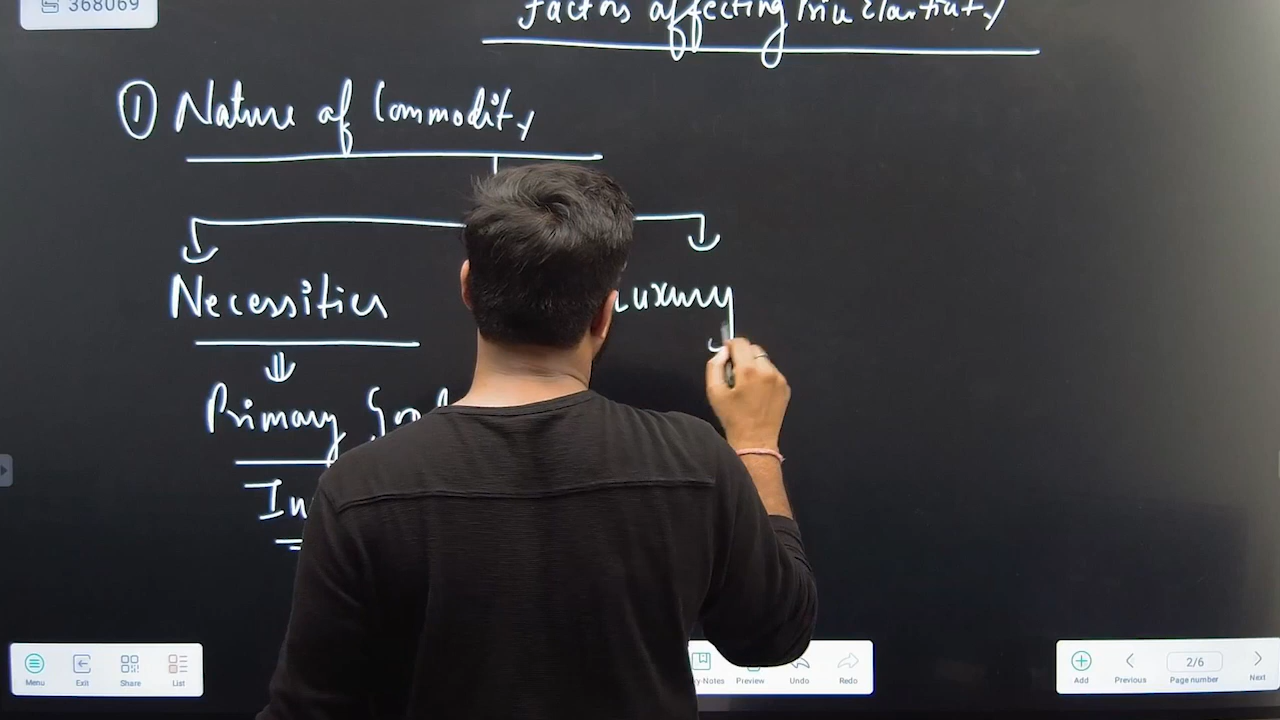 368069
factors affecting Price Elasticity
① Nature of Commodity
Necessities
Luxury
Primary
In
Menu Exit Share List
Preview Undo Redo
Add Previous 2/6 Page number Next